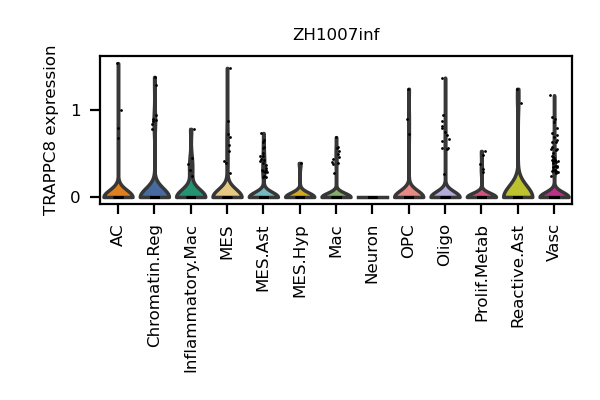 ZH1007inf
TRAPPC8 expression
1
0
AC
Chromatin.Reg
Inflammatory.Mac
MES
MES.Ast
MES.Hyp
Mac
Neuron
OPC
Oligo
Prolif.Metab
Reactive.Ast
Vasc